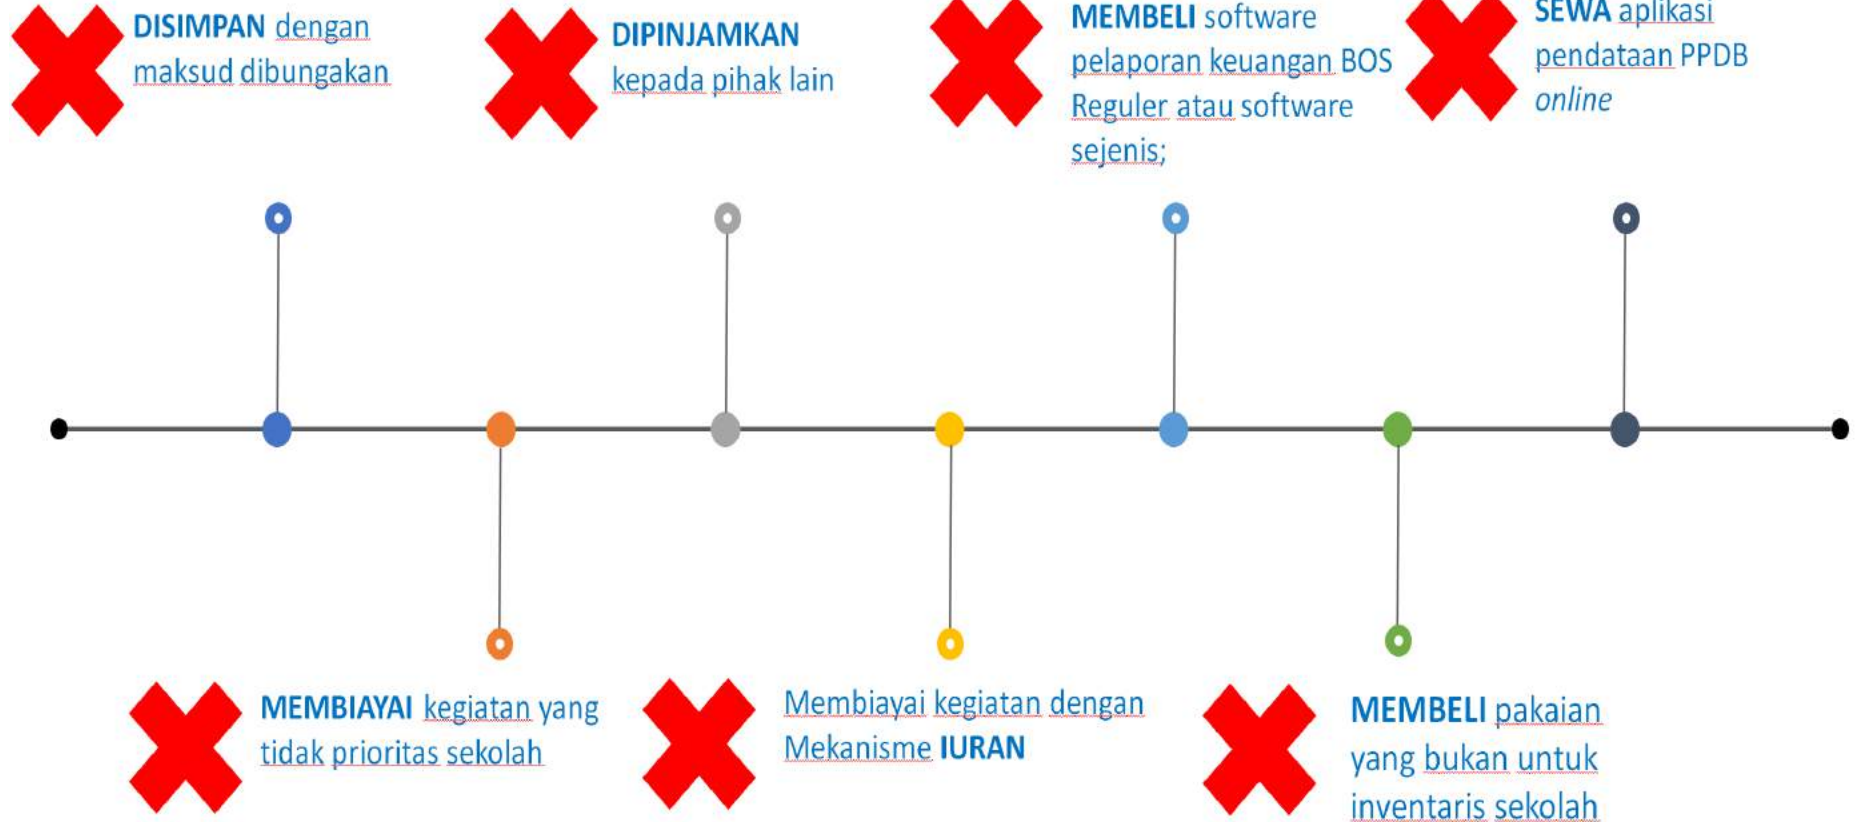 DISIMPAN dengan
maksud dibungakan
DIPINJAMKAN
kepada pihak lain
MEMBELI software
pelaporan keuangan BOS
Reguler atau software
sejenis;
SEWA aplikasi
pendataan PPDB
online
MEMBIAYAI kegiatan yang
tidak prioritas sekolah
Membiayai kegiatan dengan
Mekanisme IURAN
MEMBELI pakaian
yang bukan untuk
inventaris sekolah